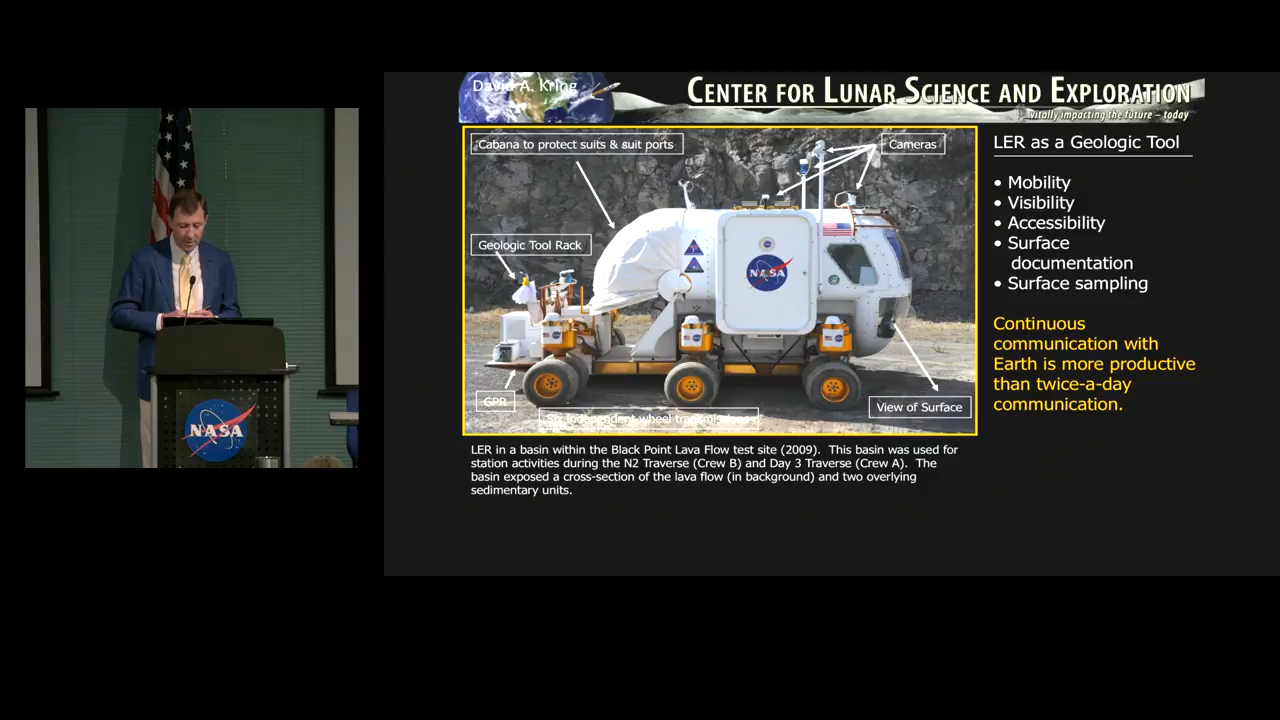 David A. Kring
CENTER FOR LUNAR SCIENCE AND EXPLORATION
vitally impacting the future – today
Cabana to protect suits & suit ports
Cameras
Geologic Tool Rack
NASA
GPR
Six independent wheel transmissions
View of Surface
LER in a basin within the Black Point Lava Flow test site (2009). This basin was used for
station activities during the N2 Traverse (Crew B) and Day 3 Traverse (Crew A). The
basin exposed a cross-section of the lava flow (in background) and two overlying
sedimentary units.
LER as a Geologic Tool
• Mobility
• Visibility
• Accessibility
• Surface
documentation
• Surface sampling
Continuous
communication with
Earth is more productive
than twice-a-day
communication.
NASA